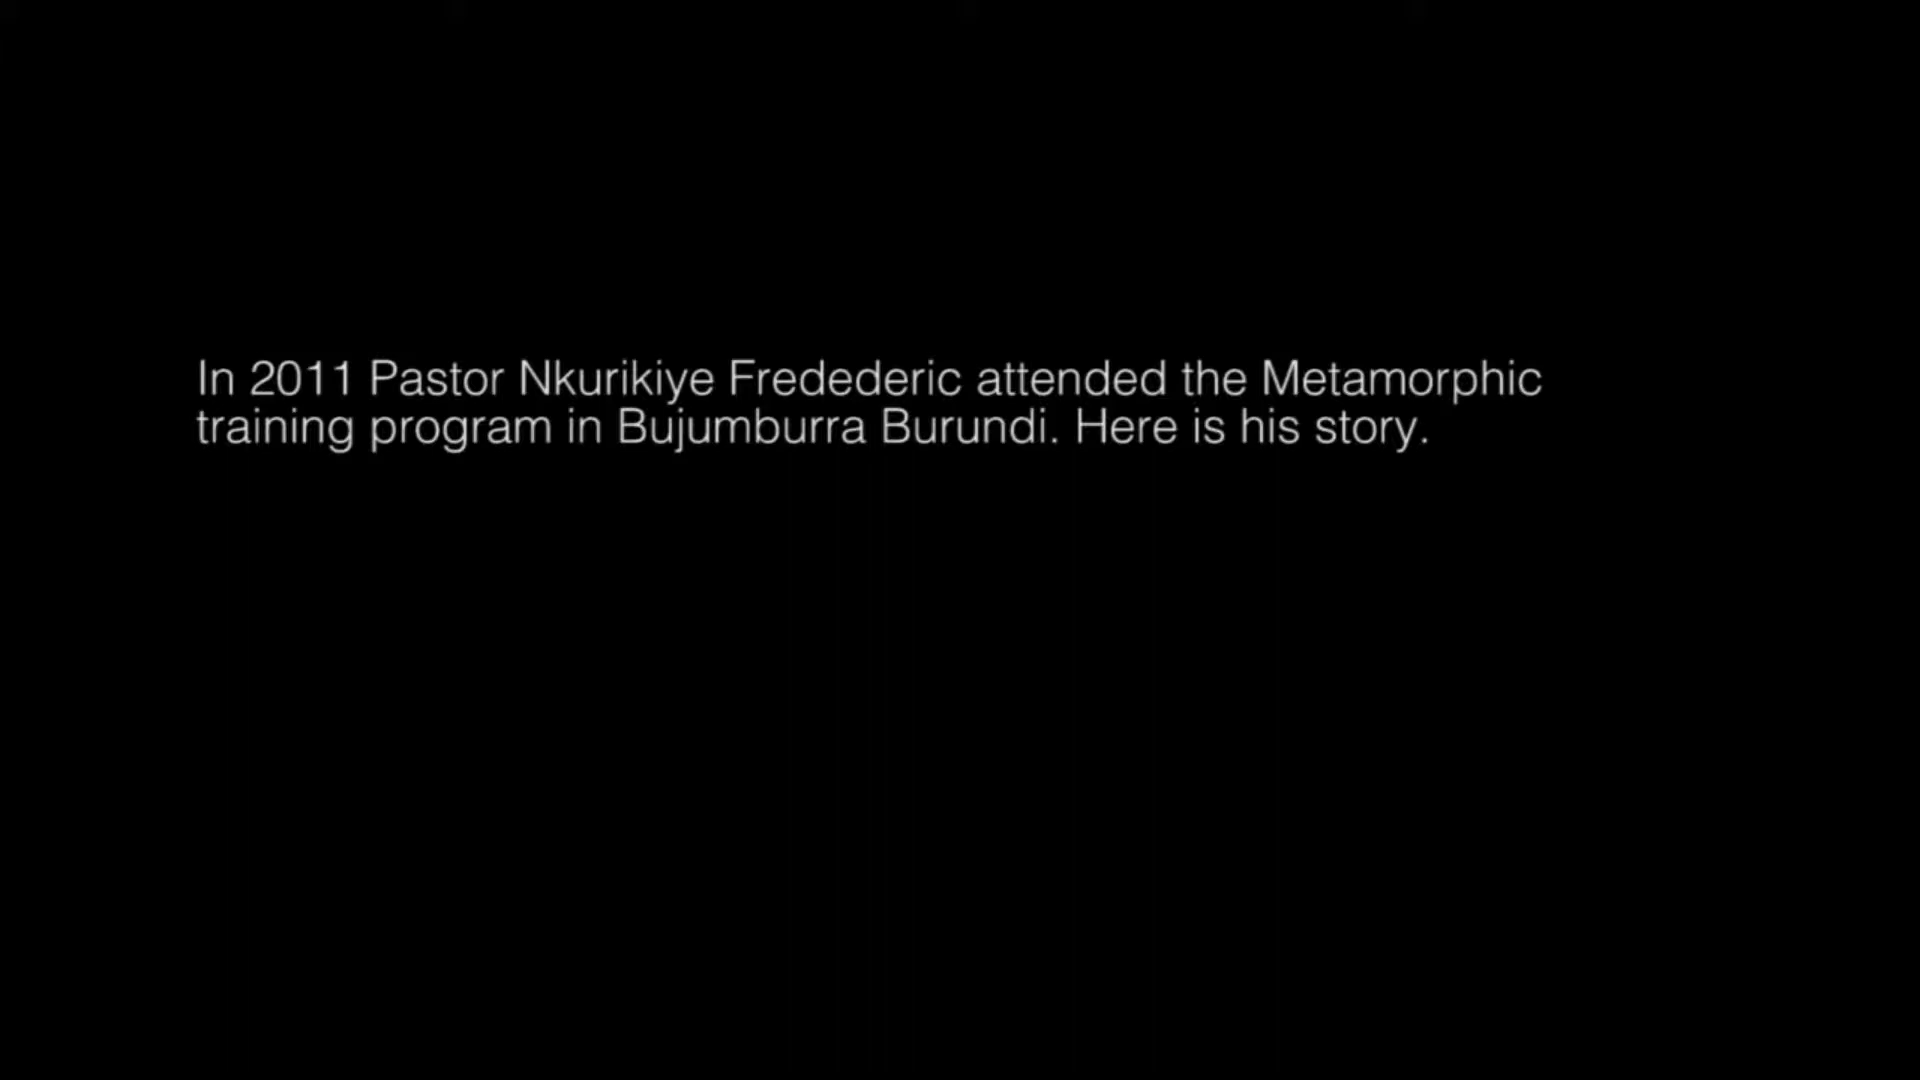 In 2011 Pastor Nkurikiye Fredederic attended the Metamorphic
training program in Bujumburra Burundi. Here is his story.